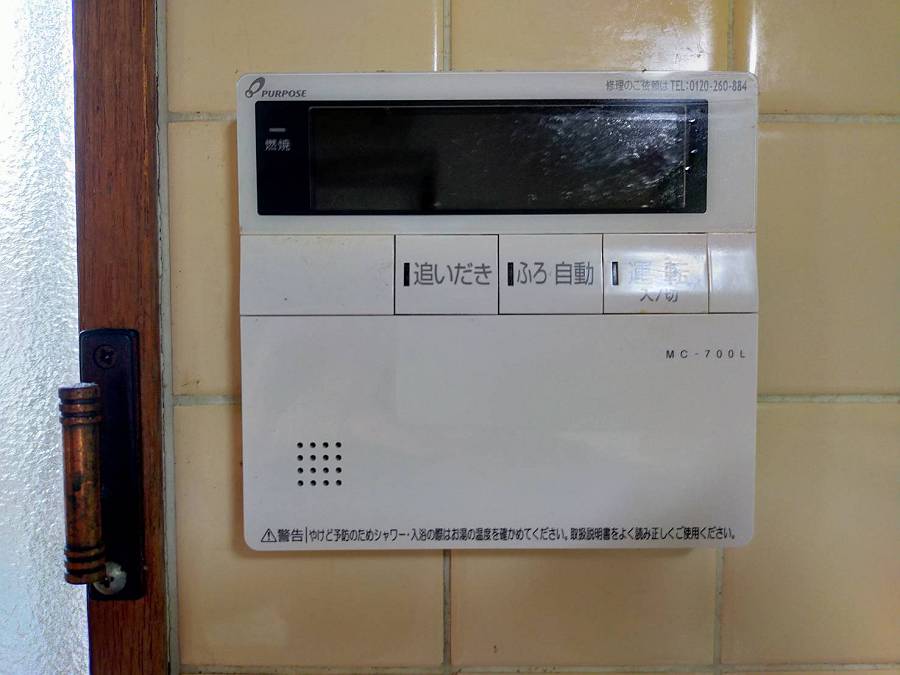 PURPOSE
修理のご依頼は TEL:0120-260-884
燃焼
追いだき
ふろ 自動
運転
入/切
MC-700L
警告 やけど予防のためシャワー・入浴の際はお湯の温度を確かめてください。取扱説明書をよく読み正しくご使用ください。